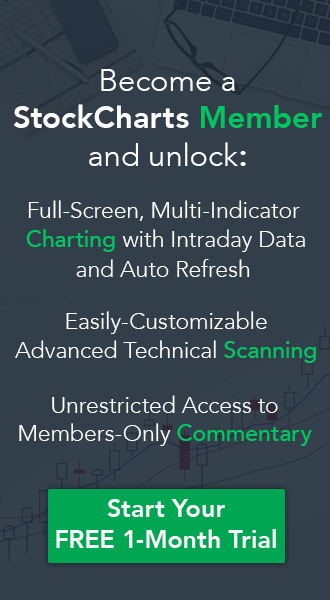 Become a
StockCharts Member
and unlock:
Full-Screen, Multi-Indicator
Charting with Intraday Data
and Auto Refresh
Easily-Customizable
Advanced Technical Scanning
Unrestricted Access to
Members-Only Commentary
Start Your
FREE 1-Month Trial